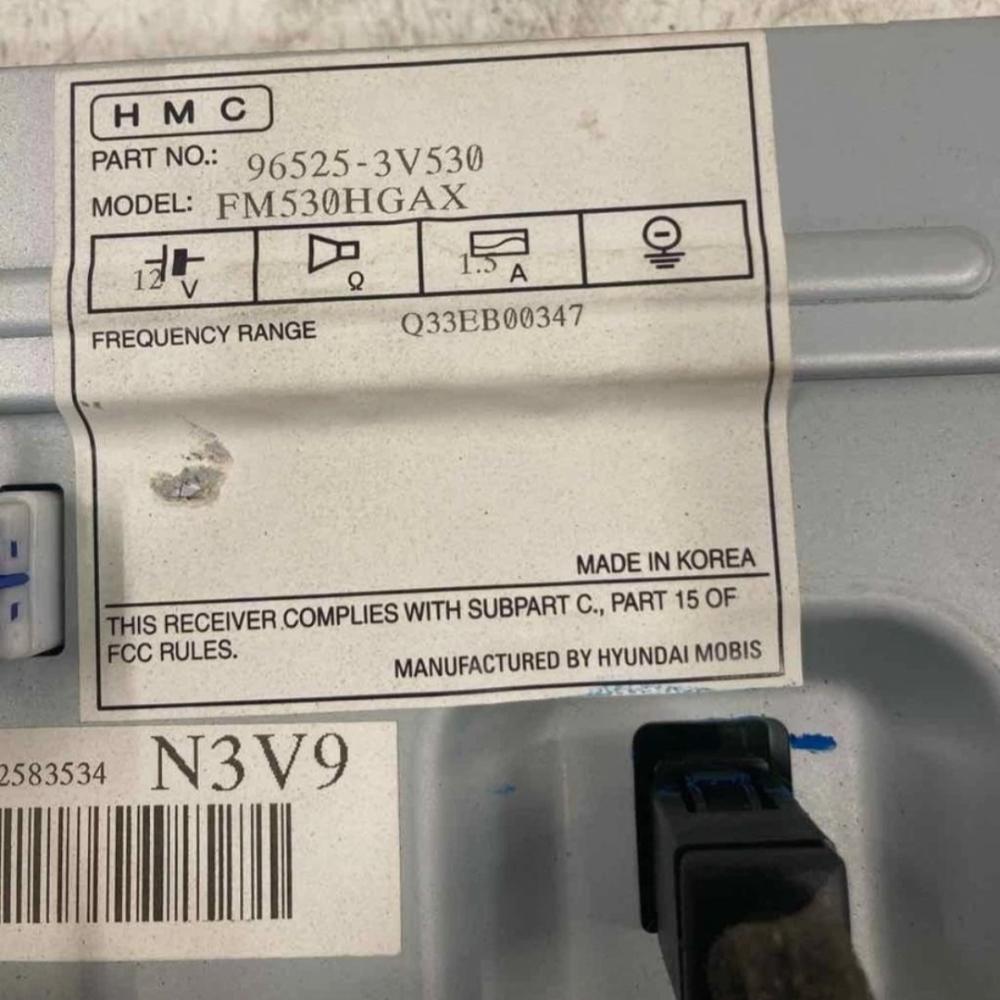 HMC
PART NO.: 96525-3V530
MODEL: FM530HGAX
12 V Ω 1.5 A
FREQUENCY RANGE Q33EB00347
MADE IN KOREA
THIS RECEIVER COMPLIES WITH SUBPART C., PART 15 OF
FCC RULES.
MANUFACTURED BY HYUNDAI MOBIS
2583534 N3V9